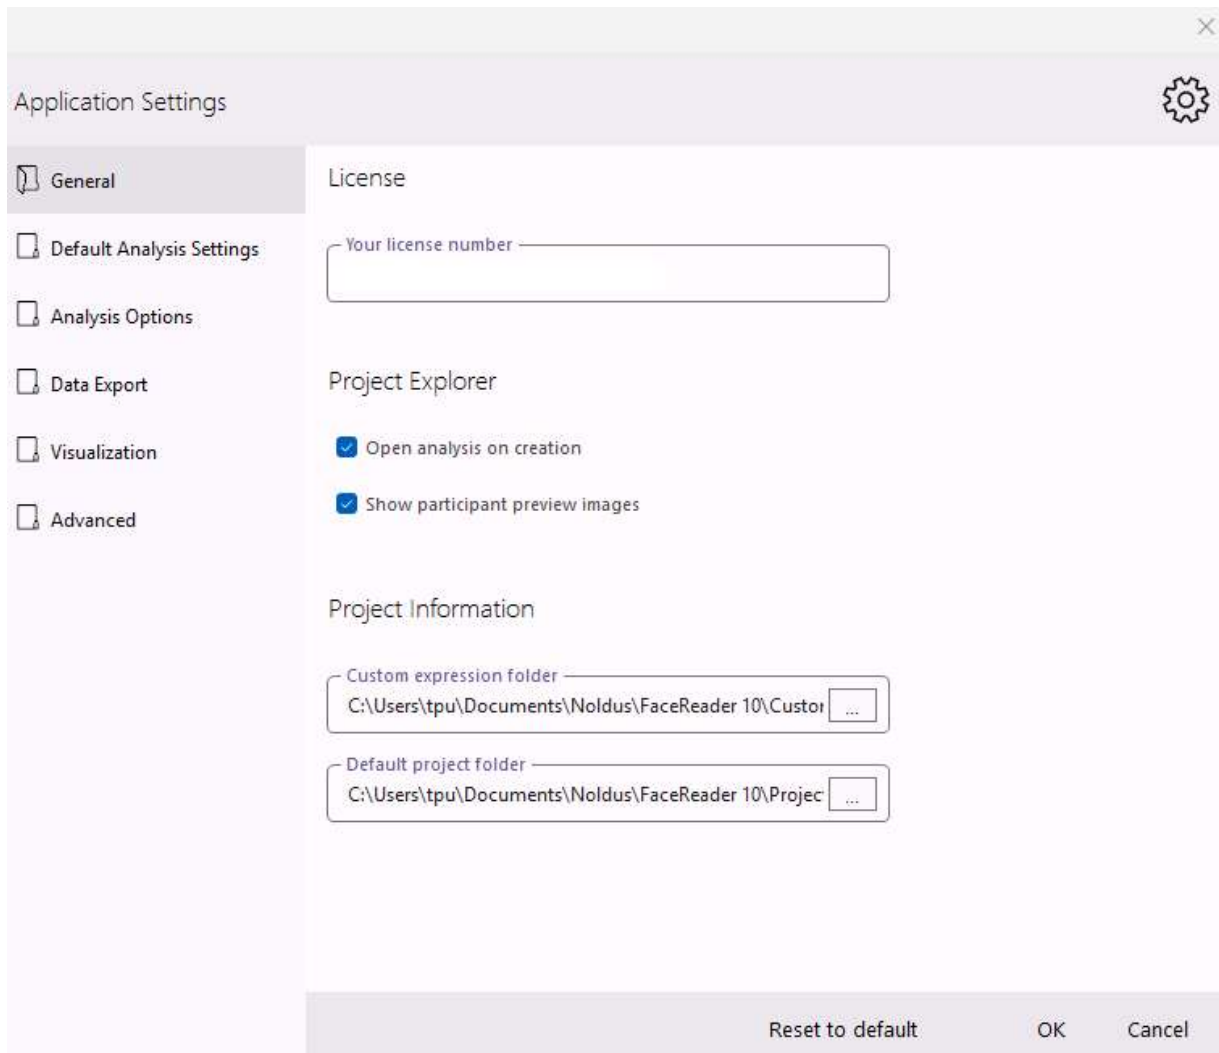 Application Settings
General
Default Analysis Settings
Analysis Options
Data Export
Visualization
Advanced
License
Your license number
Project Explorer
Open analysis on creation
Show participant preview images
Project Information
Custom expression folder
C:\Users\tpu\Documents\Noldus\FaceReader 10\Custor
...
Default project folder
C:\Users\tpu\Documents\Noldus\FaceReader 10\Projec
...
Reset to default
OK
Cancel